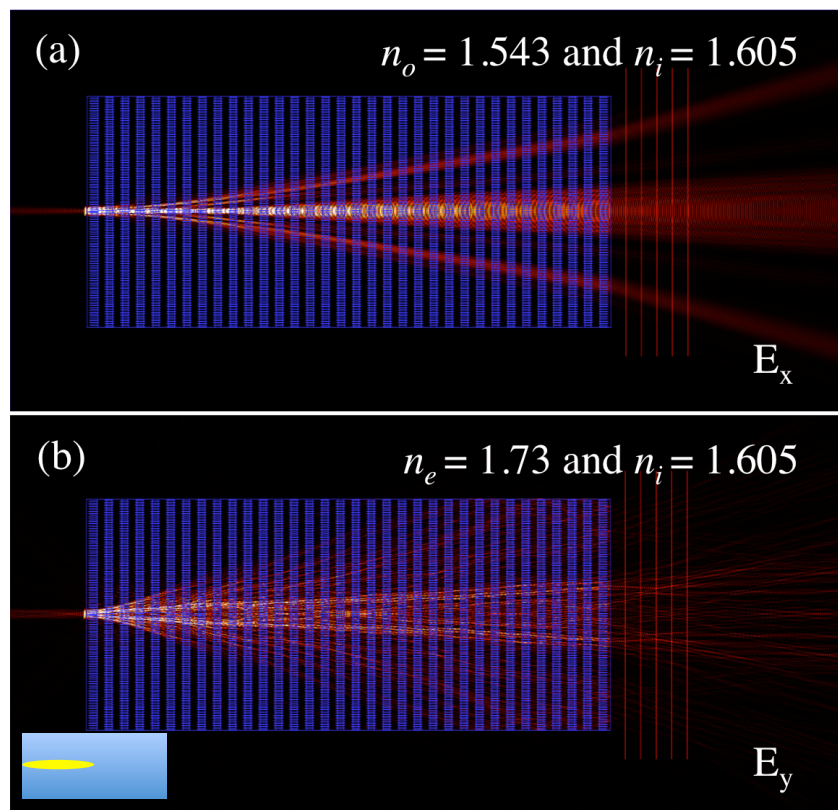 (a)
n_o = 1.543 and n_i = 1.605
E_x
(b)
n_e = 1.73 and n_i = 1.605
E_y